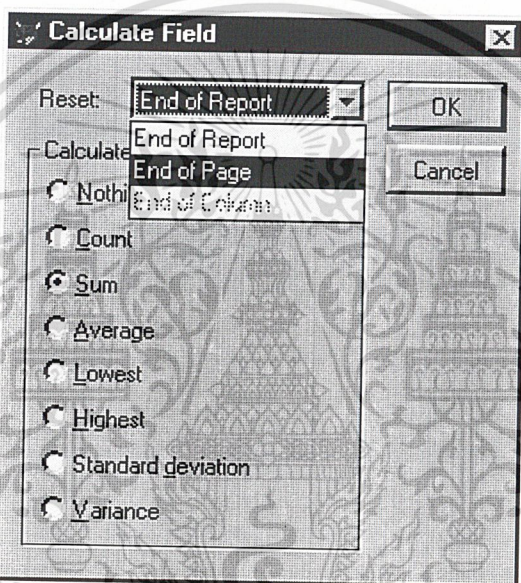 Calculate Field
Reset: End of Report
OK
End of Report
Calculate
End of Page
Cancel
Nothi
End of Column
Count
Sum
Average
Lowest
Highest
Standard deviation
Variance